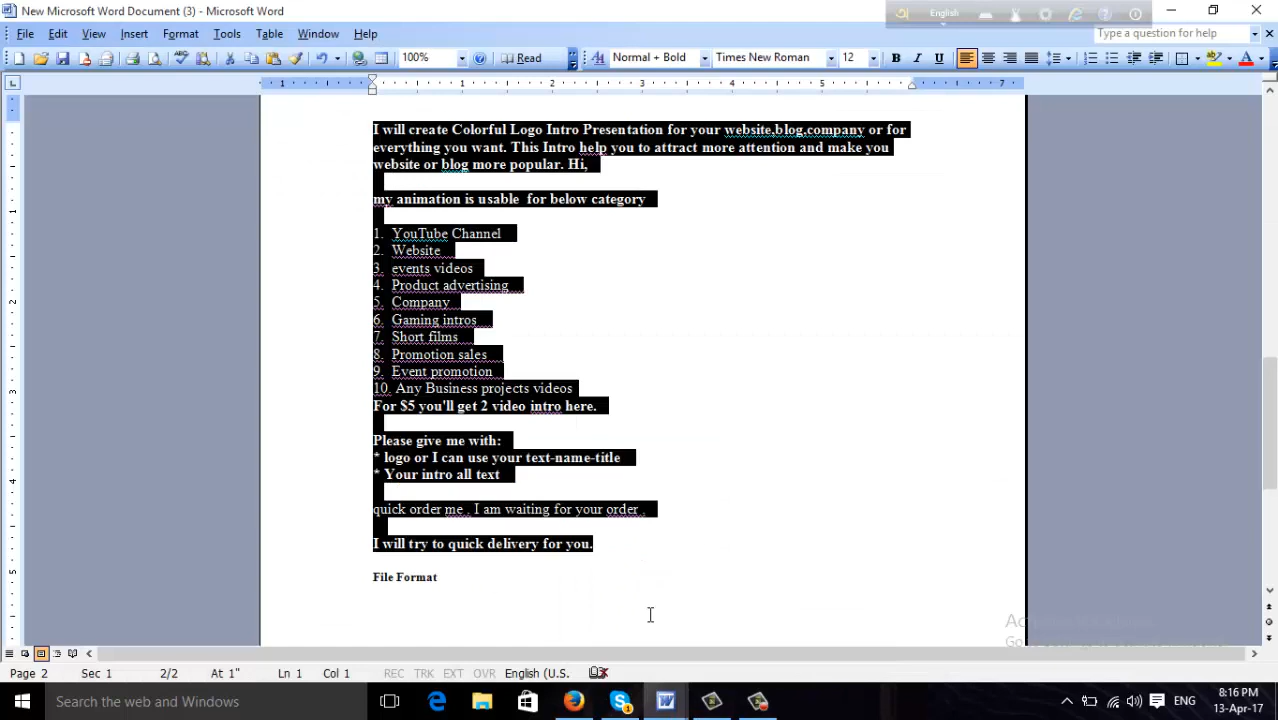 New Microsoft Word Document (3) - Microsoft Word
English
File Edit View Insert Format Tools Table Window Help
Type a question for help
100% Read Normal + Bold Times New Roman 12 B I U
1 1 2 3 4 5 7
I will create Colorful Logo Intro Presentation for your website,blog,company or for
everything you want. This Intro help you to attract more attention and make you
website or blog more popular. Hi,
my animation is usable for below category
1. YouTube Channel
2. Website
3. events videos
4. Product advertising
5. Company
6. Gaming intros
7. Short films
8. Promotion sales
9. Event promotion
10. Any Business projects videos
For $5 you'll get 2 video intro here.
Please give me with:
* logo or I can use your text-name-title
* Your intro all text
quick order me . I am waiting for your order .
I will try to quick delivery for you.
File Format
Page 2 Sec 1 2/2 At 1" Ln 1 Col 1 REC TRK EXT OVR English (U.S.
Search the web and Windows
ENG
8:16 PM
13-Apr-17